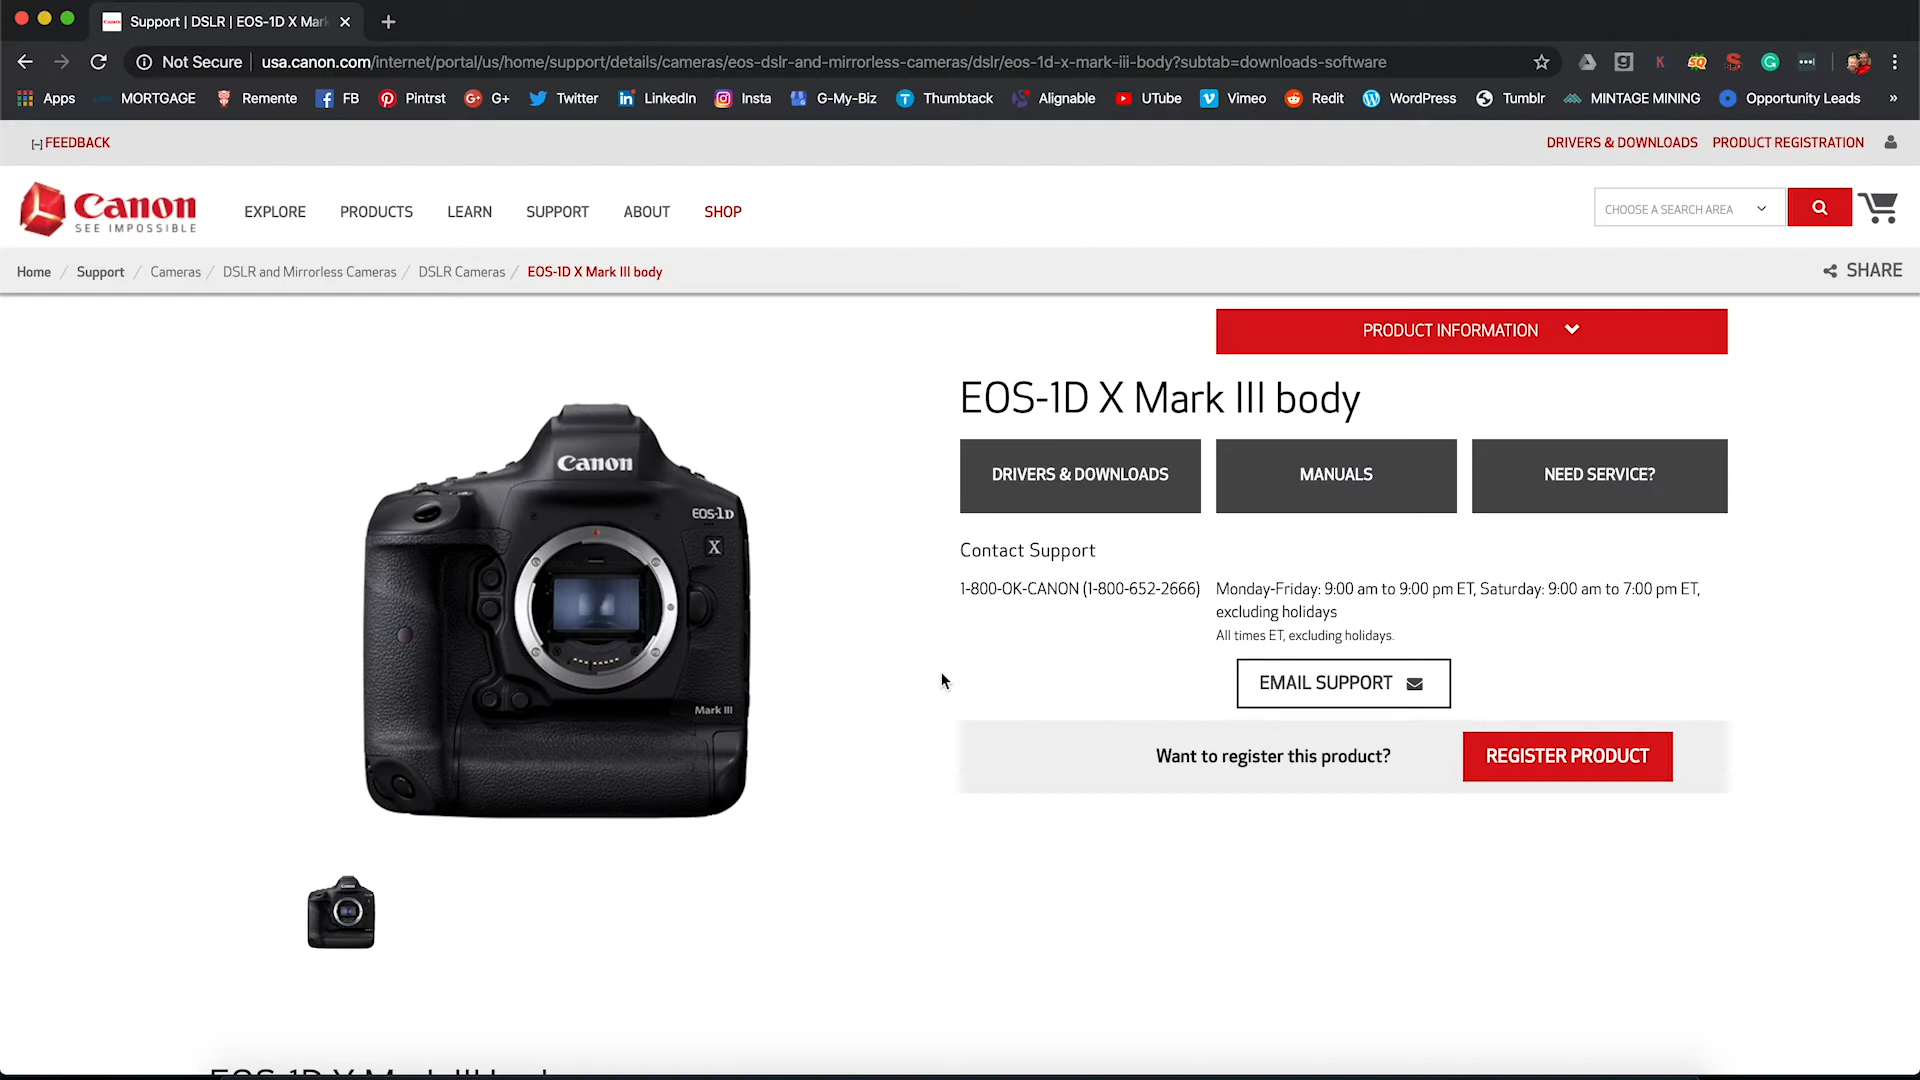 Support | DSLR | EOS-1D X Mark
Not Secure
usa.canon.com/internet/portal/us/home/support/details/cameras/eos-dslr-and-mirrorless-cameras/dslr/eos-1d-x-mark-iii-body?subtab=downloads-software
Apps MORTGAGE Remente FB Pintrst G+ Twitter LinkedIn Insta G-My-Biz Thumbtack Alignable UTube Vimeo Redit WordPress Tumblr MINTAGE MINING Opportunity Leads »
[–] FEEDBACK
DRIVERS & DOWNLOADS PRODUCT REGISTRATION
Canon
SEE IMPOSSIBLE
EXPLORE PRODUCTS LEARN SUPPORT ABOUT SHOP
CHOOSE A SEARCH AREA
Home / Support / Cameras / DSLR and Mirrorless Cameras / DSLR Cameras / EOS-1D X Mark III body
SHARE
PRODUCT INFORMATION
EOS-1D X Mark III body
DRIVERS & DOWNLOADS
MANUALS
NEED SERVICE?
Canon
EOS-1D
X
Mark III
Contact Support
1-800-OK-CANON (1-800-652-2666)
Monday-Friday: 9:00 am to 9:00 pm ET, Saturday: 9:00 am to 7:00 pm ET,
excluding holidays
All times ET, excluding holidays.
EMAIL SUPPORT
Want to register this product?
REGISTER PRODUCT